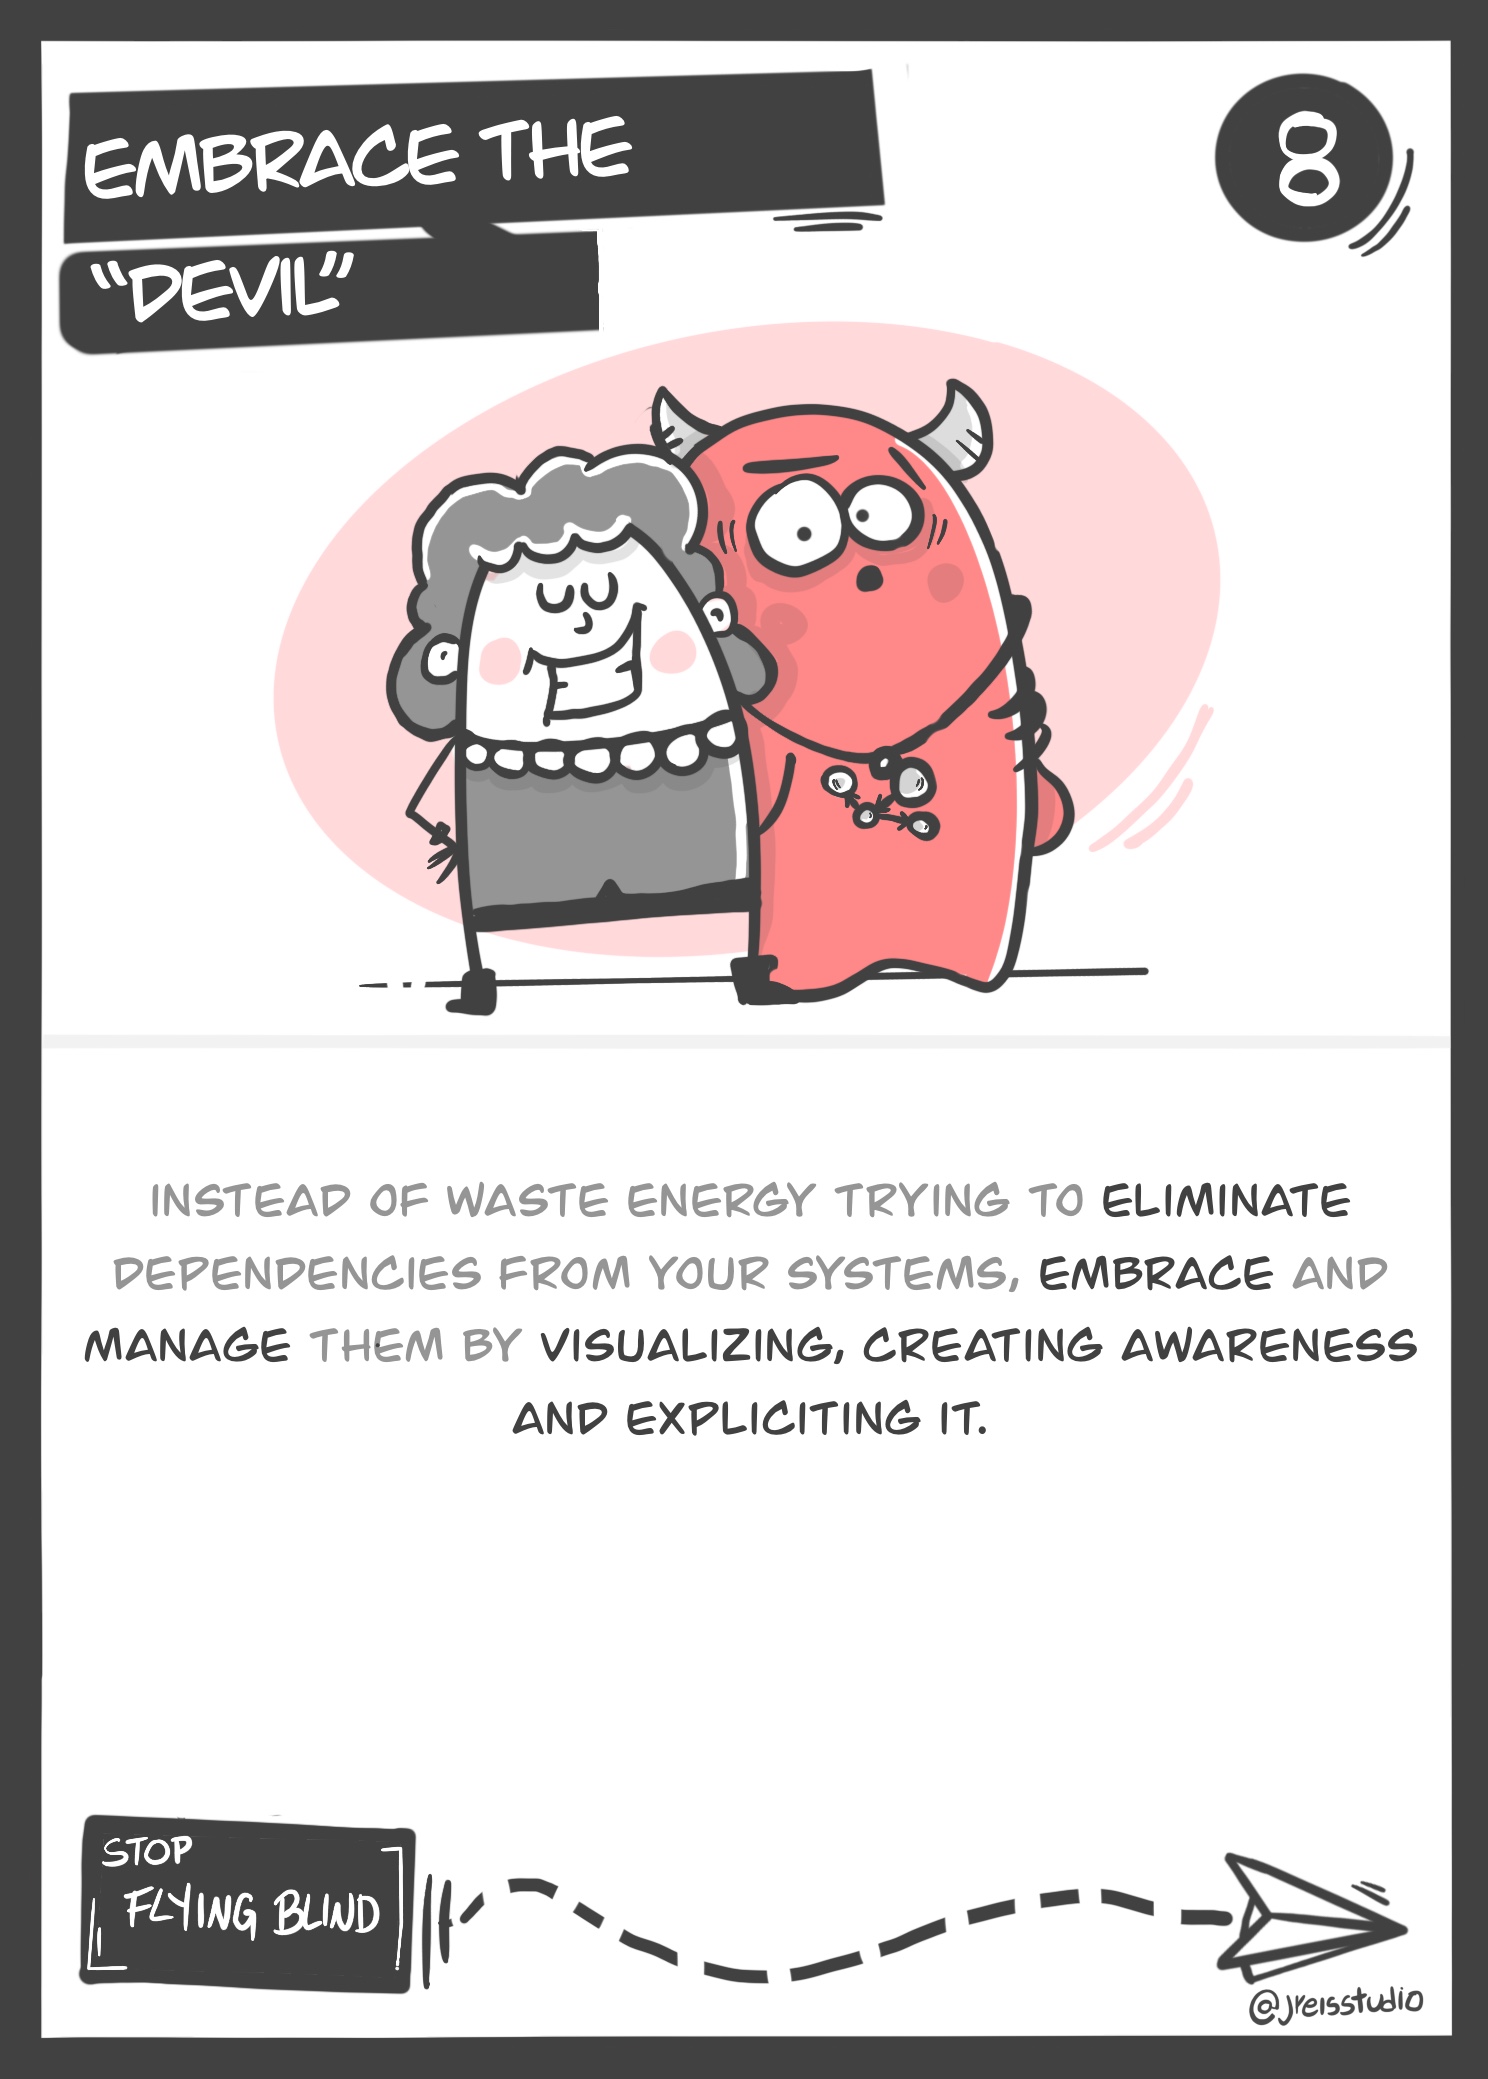 EMBRACE THE
"DEVIL"
8
INSTEAD OF WASTE ENERGY TRYING TO ELIMINATE
DEPENDENCIES FROM YOUR SYSTEMS, EMBRACE AND
MANAGE THEM BY VISUALIZING, CREATING AWARENESS
AND EXPLICITING IT.
STOP
FLYING BLIND
@jreisstudio